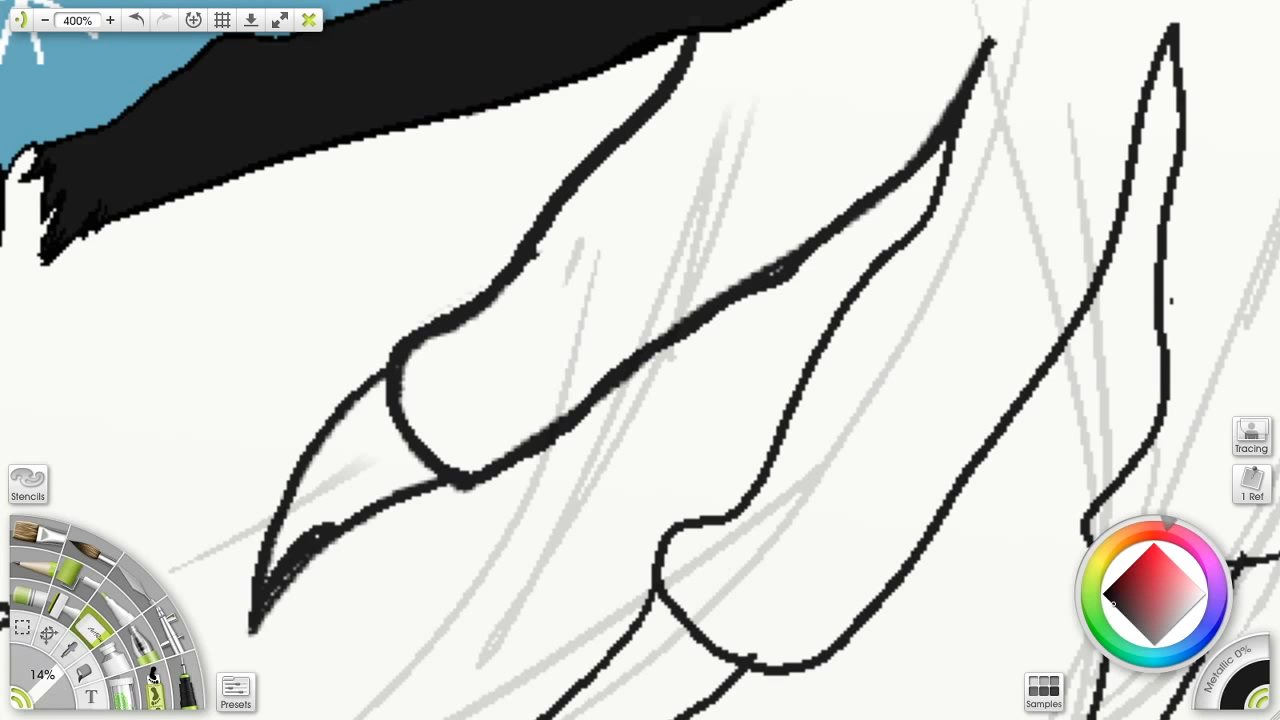 400%
Tracing
Stencils
1 Ref
14%
T
Metallic 0%
Presets
Samples